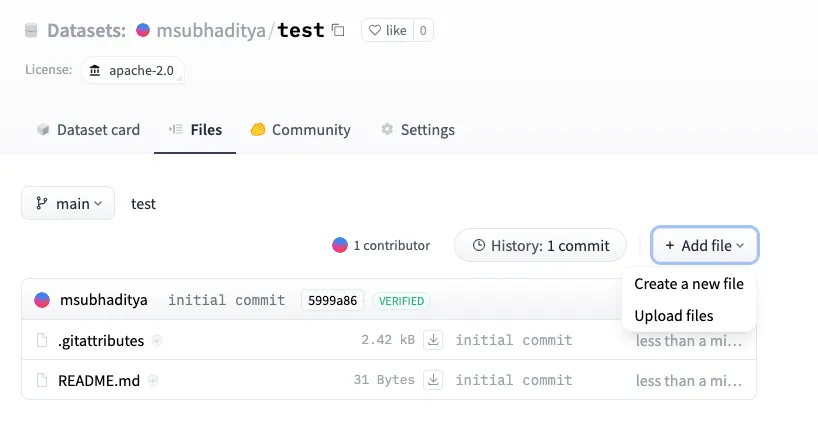 Datasets: msubhaditya/test like 0
License: apache-2.0
Dataset card Files Community Settings
main test
1 contributor History: 1 commit + Add file
Create a new file
Upload files
msubhaditya initial commit 5999a86 VERIFIED
.gitattributes 2.42 kB initial commit less than a mi...
README.md 31 Bytes initial commit less than a mi...